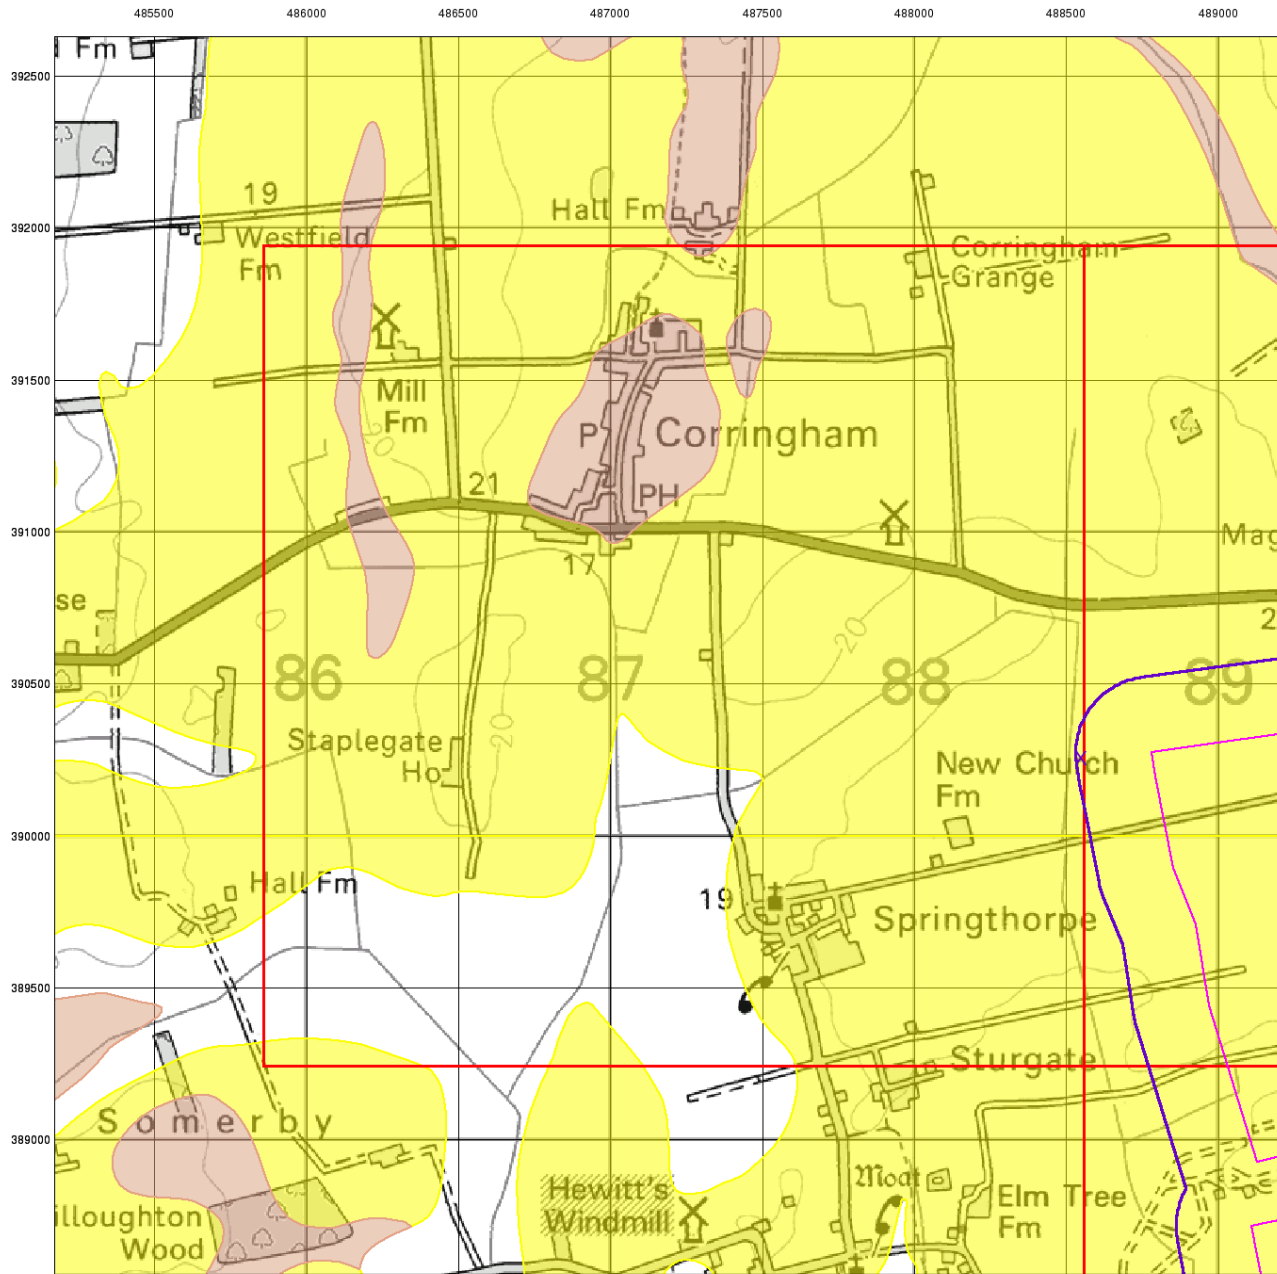 485500 486000 486500 487000 487500 488000 488500 489000
Fm
392500
19
Hall Fm
392000
Westfield
Fm
Corringham
Grange
391500
Mill
Fm
20
P
Corringham
21
PH
391000
17
Mag
se
2
20
390500
86
87
88
89
20
Staplegate
Ho
New Church
Fm
390000
Hall Fm
19
Springthorpe
389500
Sturgate
Somerby
389000
Moat
Hewitt's
Windmill
Elm Tree
Fm
illoughton
Wood